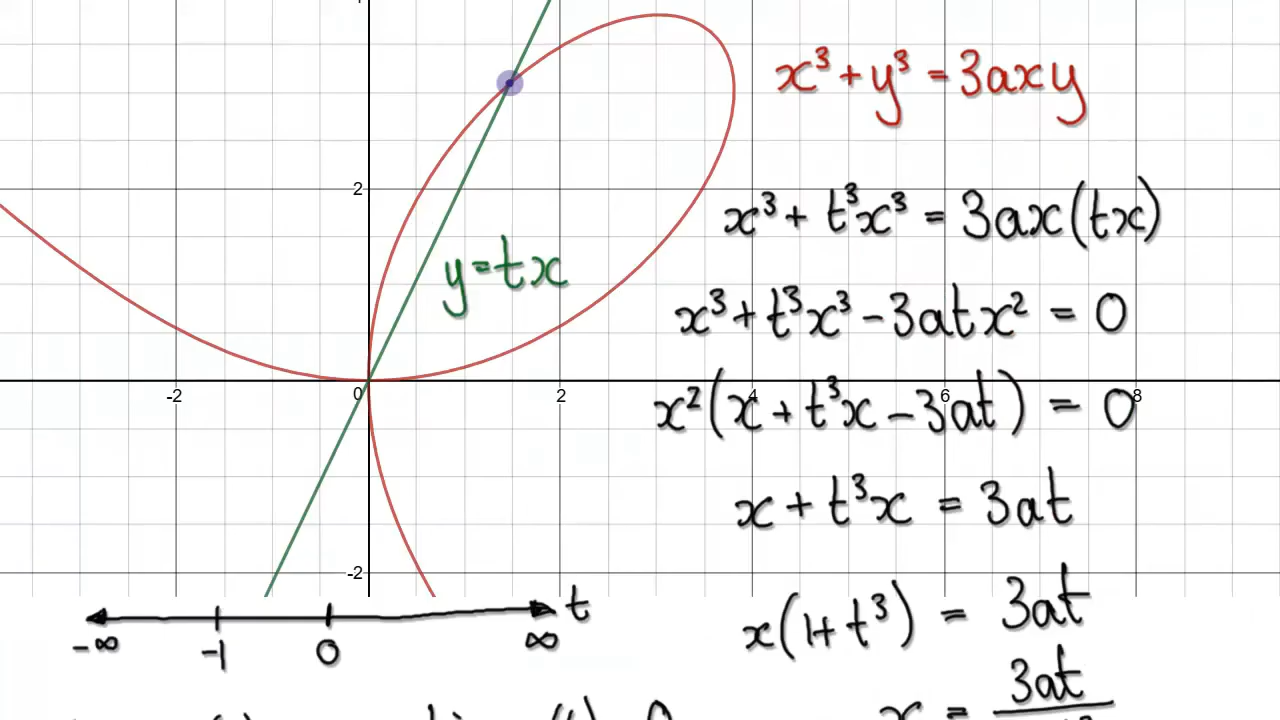 x³ + y³ = 3axy
x³ + t³x³ = 3ax(tx)
2
y=tx
x³ + t³x³ - 3atx² = 0
-2 0 2 4 6 8
x²(x + t³x - 3at) = 0
x + t³x = 3at
-2
x(1+t³) = 3at
t
-∞ -1 0 ∞
3at
x =